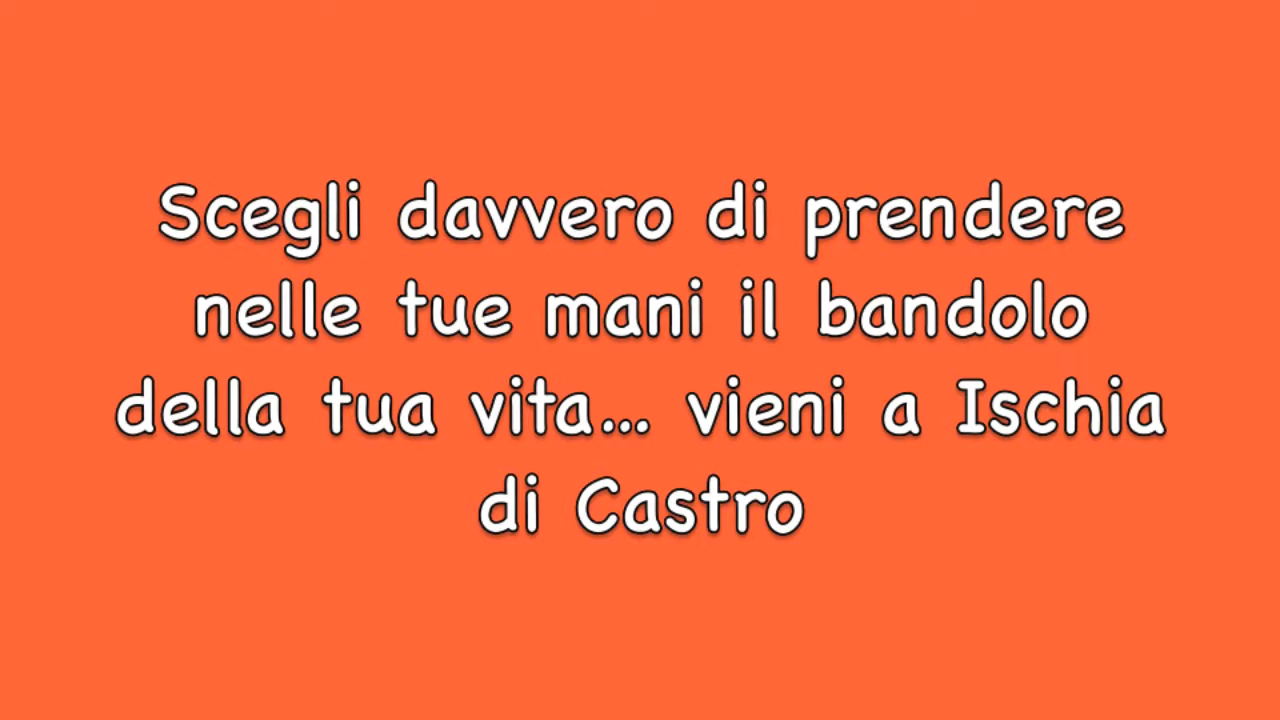 Scegli davvero di prendere
nelle tue mani il bandolo
della tua vita... vieni a Ischia
di Castro